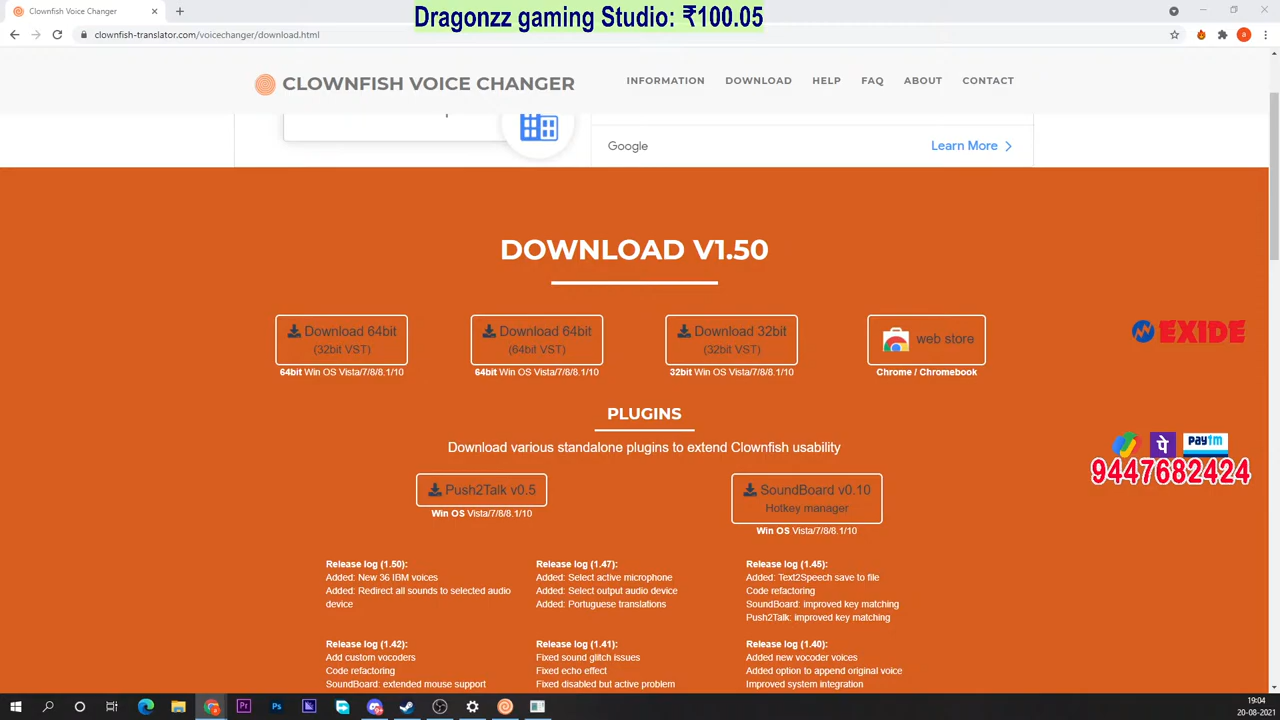 Clownfish Voice Changer
Dragonzz gaming Studio: ₹100.05
clownfish-translator.com/voicechanger/download.html
CLOWNFISH VOICE CHANGER
INFORMATION
DOWNLOAD
HELP
FAQ
ABOUT
CONTACT
Google
Learn More
DOWNLOAD V1.50
Download 64bit
(32bit VST)
64bit Win OS Vista/7/8/8.1/10
Download 64bit
(64bit VST)
64bit Win OS Vista/7/8/8.1/10
Download 32bit
(32bit VST)
32bit Win OS Vista/7/8/8.1/10
web store
Chrome / Chromebook
EXIDE
PLUGINS
Download various standalone plugins to extend Clownfish usability
पे
paytm
9447682424
Push2Talk v0.5
Win OS Vista/7/8/8.1/10
SoundBoard v0.10
Hotkey manager
Win OS Vista/7/8/8.1/10
Release log (1.50):
Added: New 36 IBM voices
Added: Redirect all sounds to selected audio
device
Release log (1.47):
Added: Select active microphone
Added: Select output audio device
Added: Portuguese translations
Release log (1.45):
Added: Text2Speech save to file
Code refactoring
SoundBoard: improved key matching
Push2Talk: improved key matching
Release log (1.42):
Add custom vocoders
Code refactoring
SoundBoard: extended mouse support
Release log (1.41):
Fixed sound glitch issues
Fixed echo effect
Fixed disabled but active problem
Release log (1.40):
Added new vocoder voices
Added option to append original voice
Improved system integration
Pr
Ps
19:04
20-08-2021